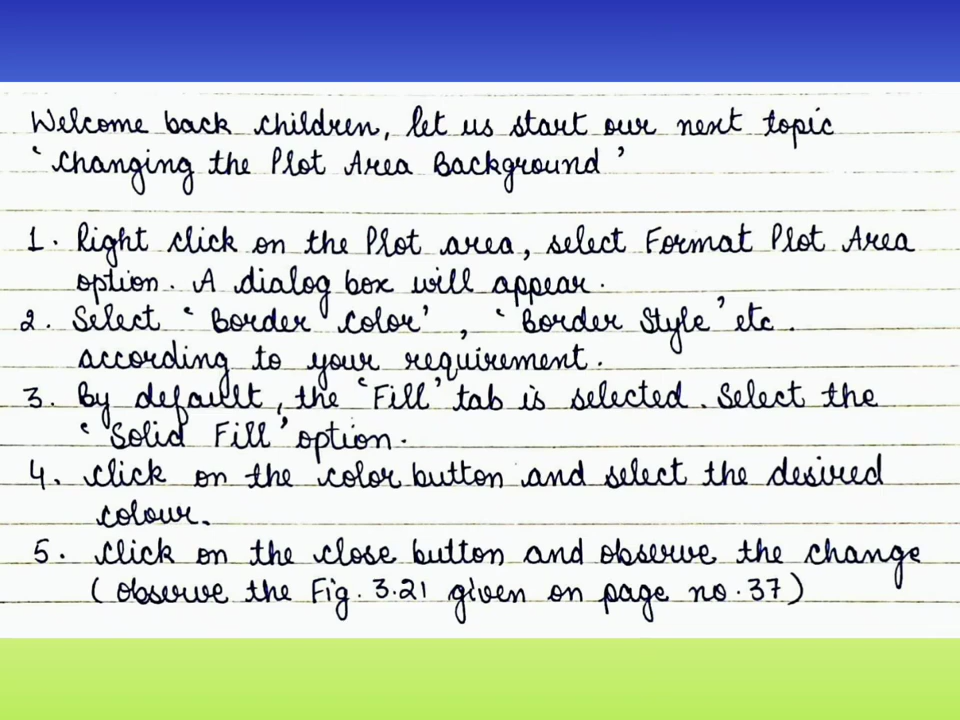 Welcome back children, let us start our next topic
'Changing the Plot Area Background'
1. Right click on the Plot area, select Format Plot Area
option. A dialog box will appear.
2. Select 'Border color', 'Border Style' etc.
according to your requirement.
3. By default, the 'Fill' tab is selected. Select the
'Solid Fill' option.
4. Click on the color button and select the desired
colour.
5. Click on the close button and observe the change
(Observe the Fig. 3.21 given on page no. 37)